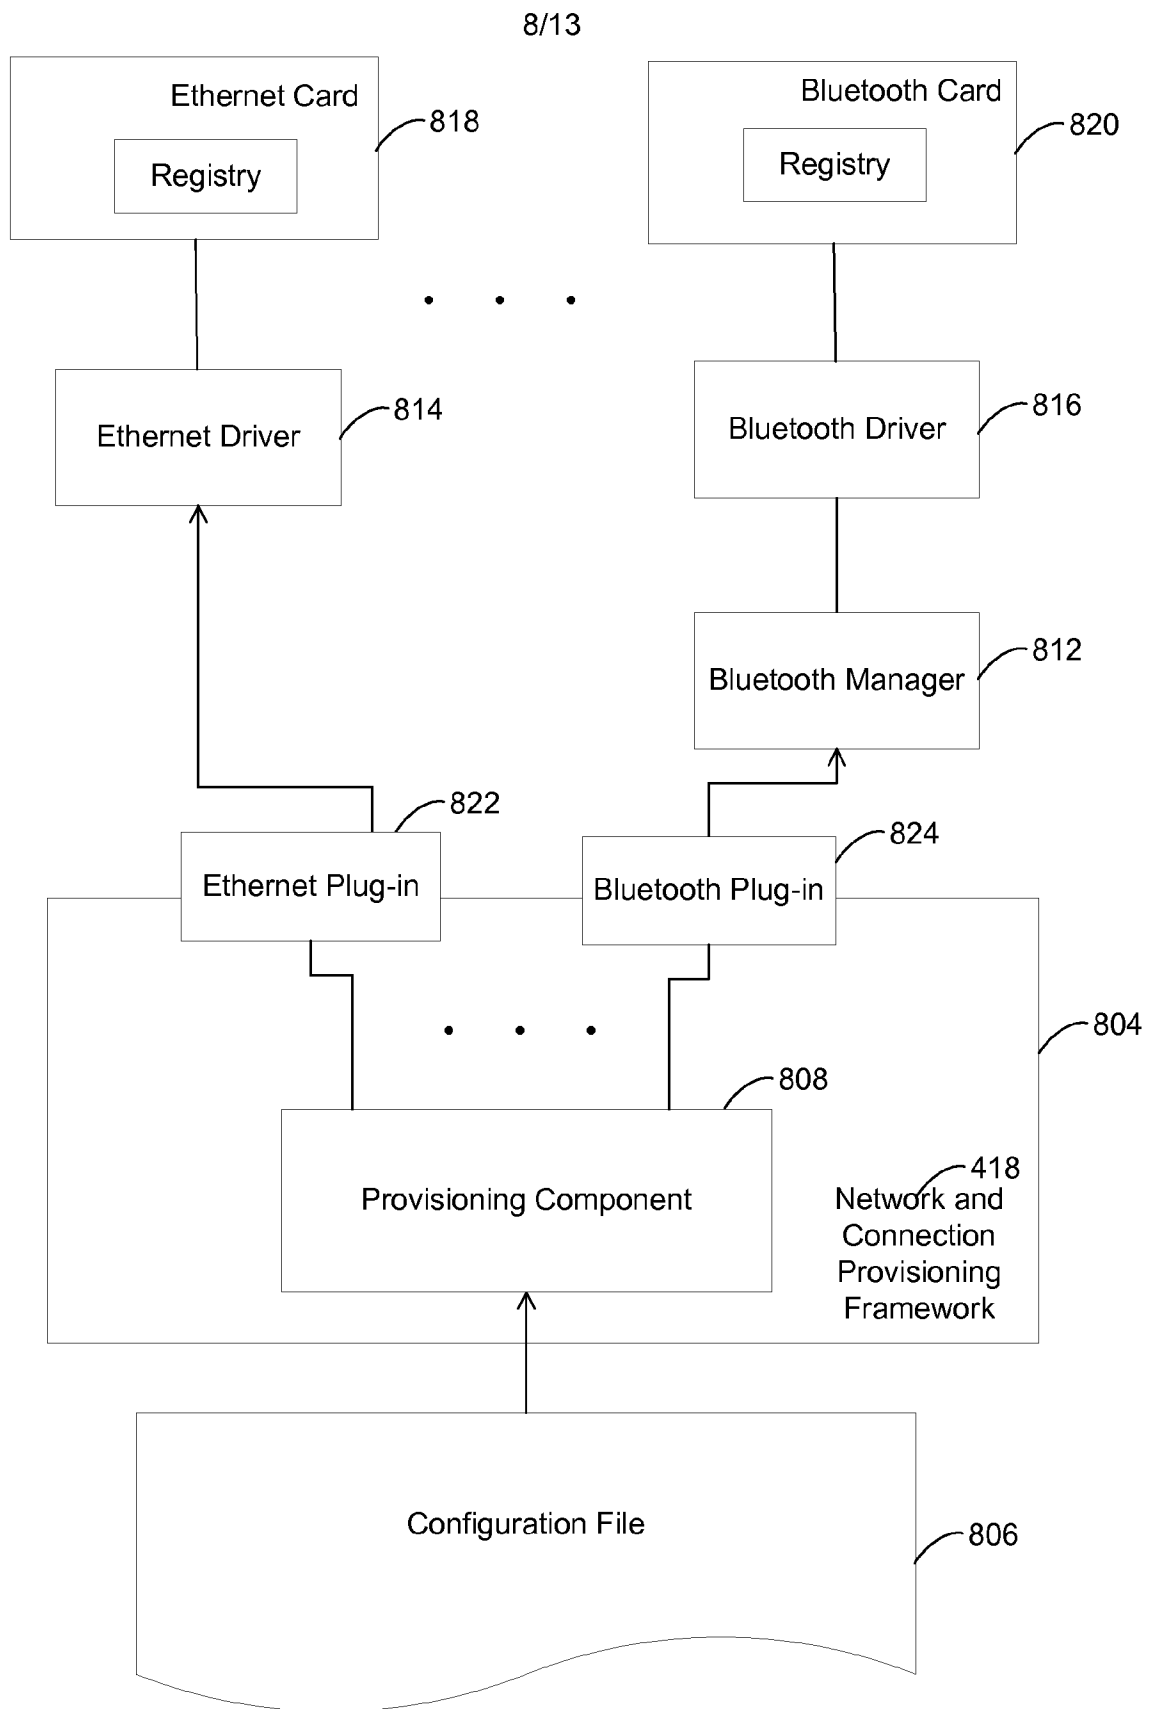 8/13
Ethernet Card
818
Registry
Bluetooth Card
820
Registry
Ethernet Driver
814
Bluetooth Driver
816
Bluetooth Manager
812
822
Ethernet Plug-in
824
Bluetooth Plug-in
804
808
Provisioning Component
418
Network and
Connection
Provisioning
Framework
Configuration File
806